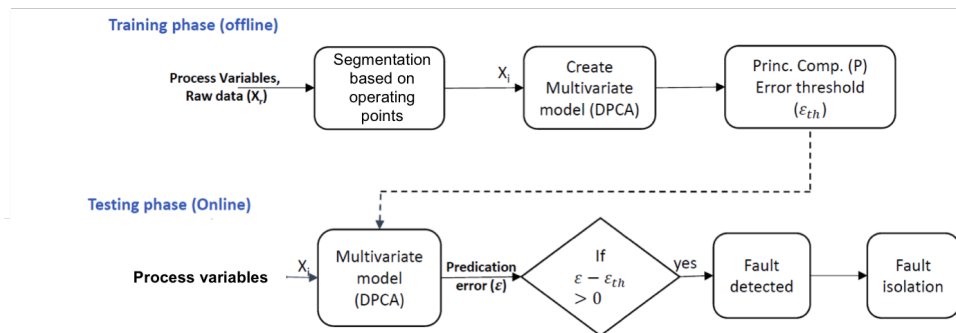 Training phase (offline)
Process Variables,
Raw data (Xr)
Segmentation
based on
operating
points
Xi
Create
Multivariate
model (DPCA)
Princ. Comp. (P)
Error threshold
(εth)
Testing phase (Online)
Process variables
Xi
Multivariate
model
(DPCA)
Predication
error (ε)
If
ε − εth
> 0
yes
Fault
detected
Fault
isolation